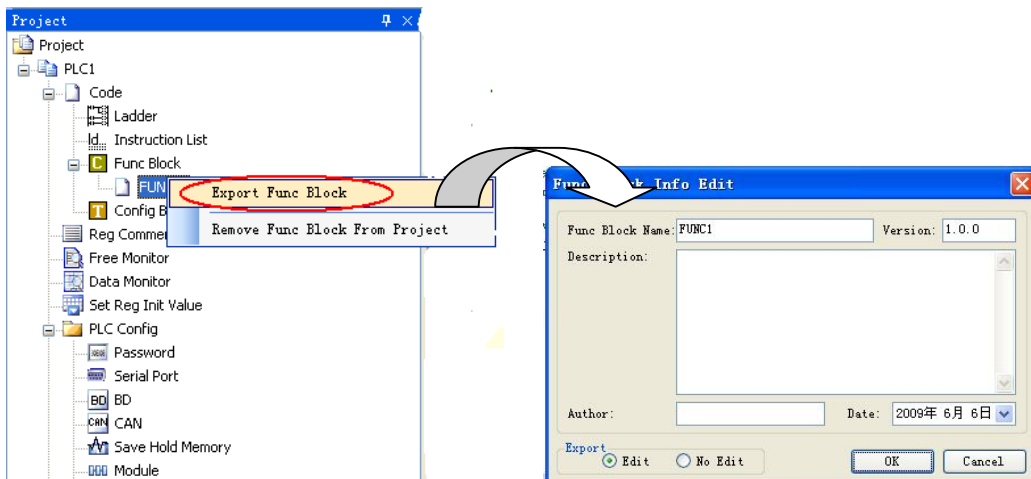 Project
Project
PLC1
Code
Ladder
Instruction List
Func Block
FUN
Config B
Reg Comme
Free Monitor
Data Monitor
Set Reg Init Value
PLC Config
Password
Serial Port
BD BD
CAN CAN
Save Hold Memory
Module
Export Func Block
Remove Func Block From Project
Info Edit
Func Block Name: FUNC1
Version: 1.0.0
Description:
Author:
Date: 2009年 6月 6日
Export
Edit
No Edit
OK
Cancel